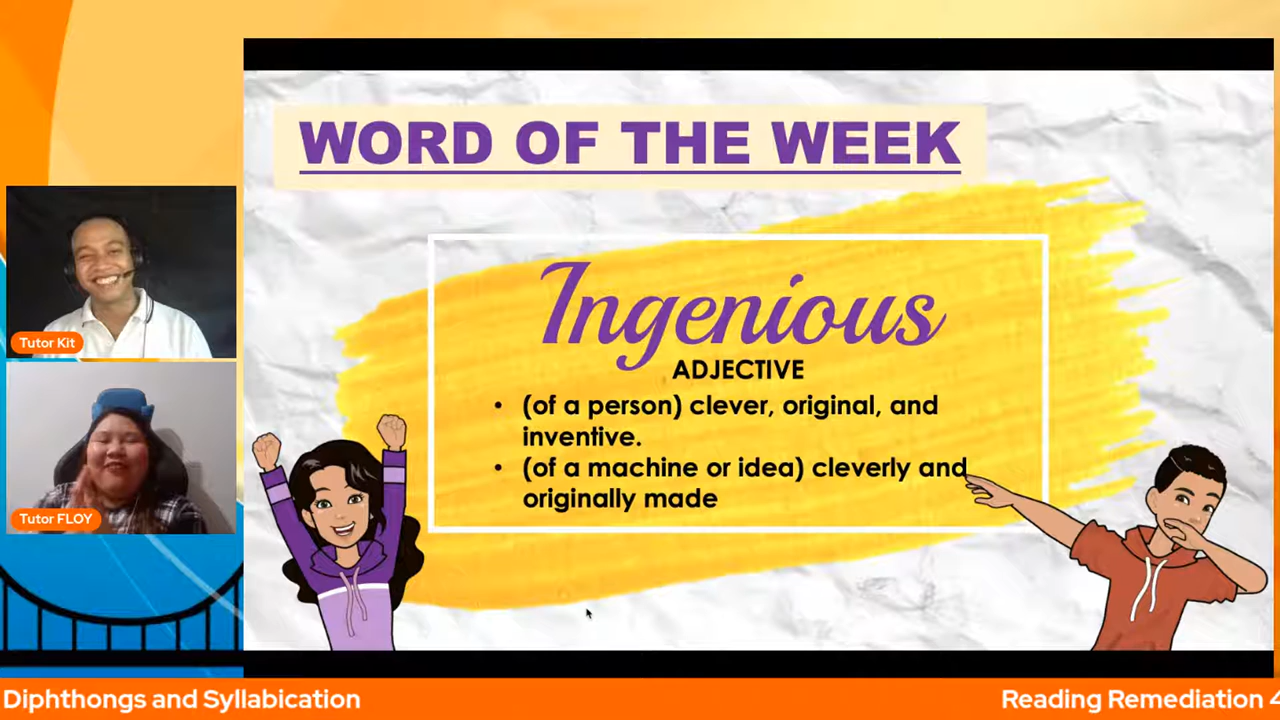 WORD OF THE WEEK
Ingenious
ADJECTIVE
• (of a person) clever, original, and
inventive.
• (of a machine or idea) cleverly and
originally made
Tutor Kit
Tutor FLOY
Diphthongs and Syllabication
Reading Remediation 4